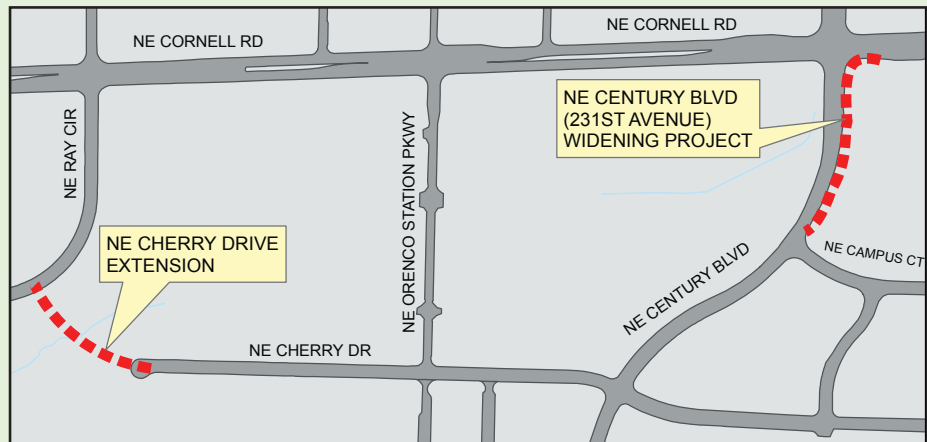 NE CORNELL RD
NE CORNELL RD
NE RAY CIR
NE ORENCO STATION PKWY
NE CENTURY BLVD
(231ST AVENUE)
WIDENING PROJECT
NE CHERRY DRIVE
EXTENSION
NE CAMPUS CT
NE CENTURY BLVD
NE CHERRY DR